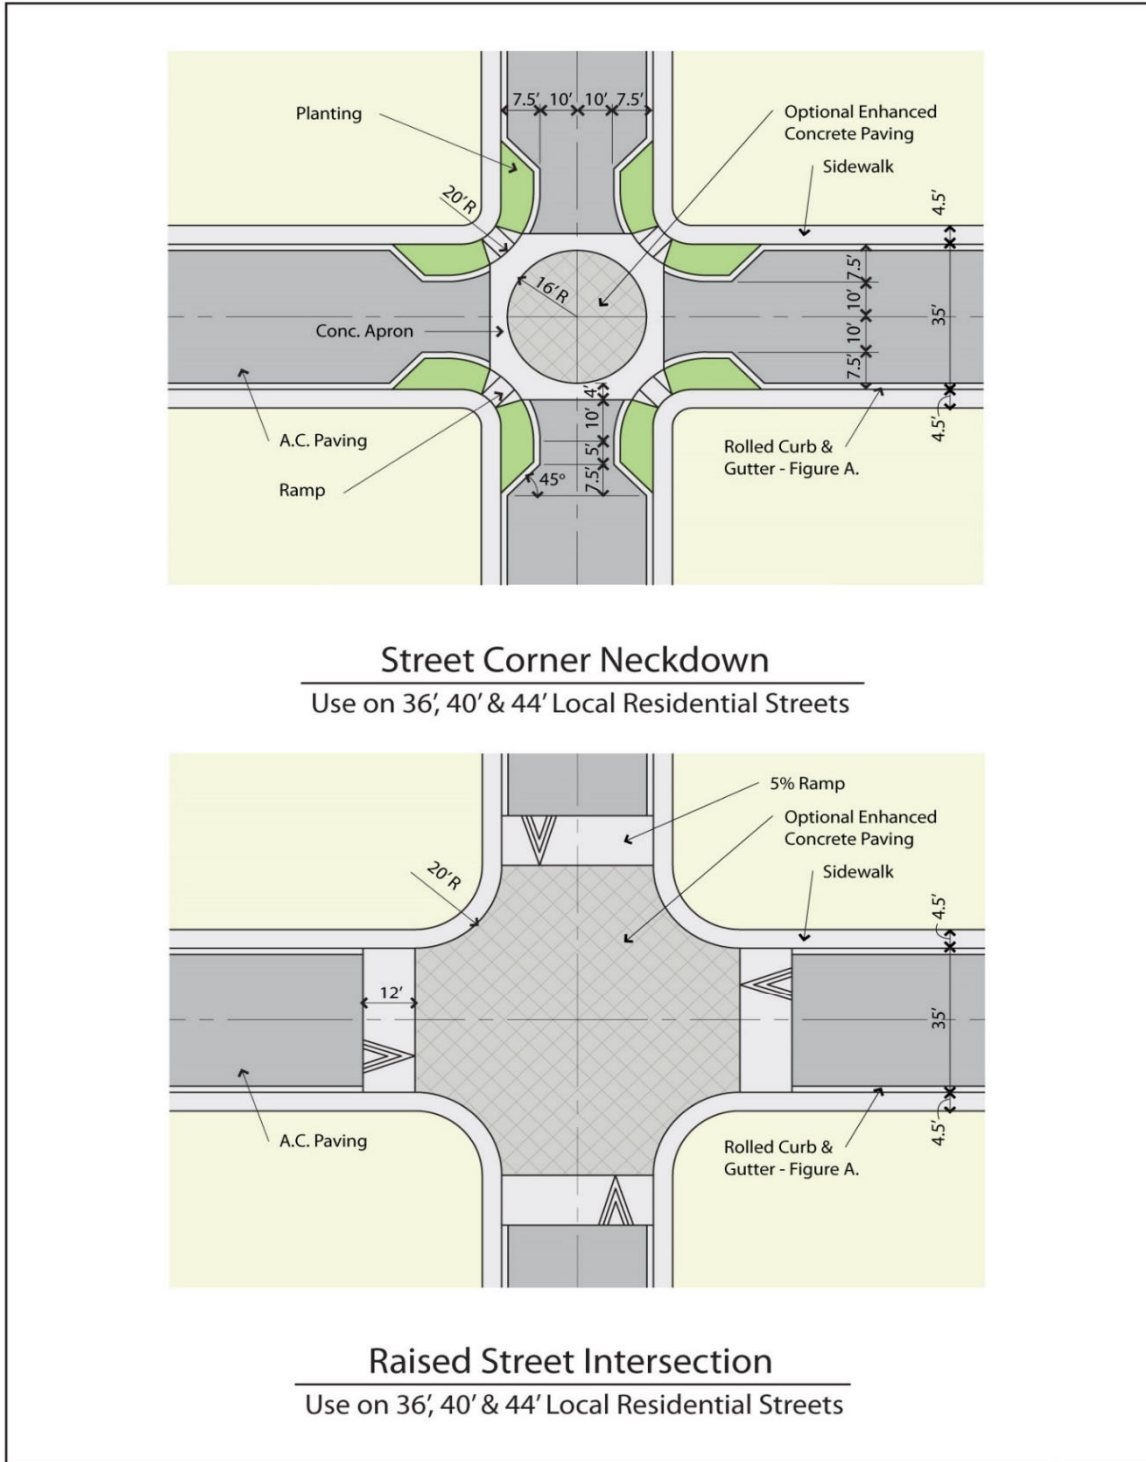 7.5′ 10′ 10′ 7.5′
Planting
Optional Enhanced
Concrete Paving
Sidewalk
20′ R
4.5′
7.5′
16′ R
10′
35′
Conc. Apron
10′
7.5′
4′
10′
4.5′
A.C. Paving
5′
Rolled Curb &
Gutter - Figure A.
Ramp
45°
7.5′
Street Corner Neckdown
Use on 36′, 40′ & 44′ Local Residential Streets
5% Ramp
Optional Enhanced
Concrete Paving
20′ R
Sidewalk
4.5′
12′
35′
A.C. Paving
4.5′
Rolled Curb &
Gutter - Figure A.
Raised Street Intersection
Use on 36′, 40′ & 44′ Local Residential Streets